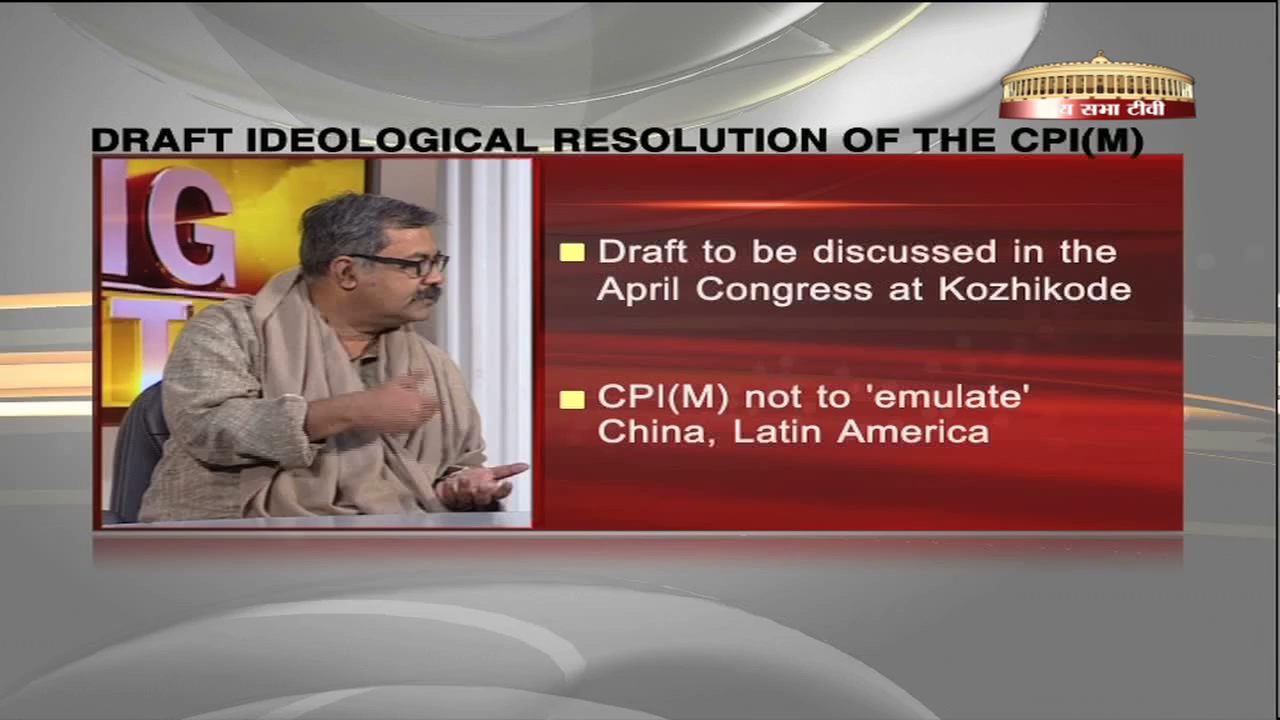 य सभा टीवी
DRAFT IDEOLOGICAL RESOLUTION OF THE CPI(M)
IG
T
Draft to be discussed in the
April Congress at Kozhikode
CPI(M) not to 'emulate'
China, Latin America